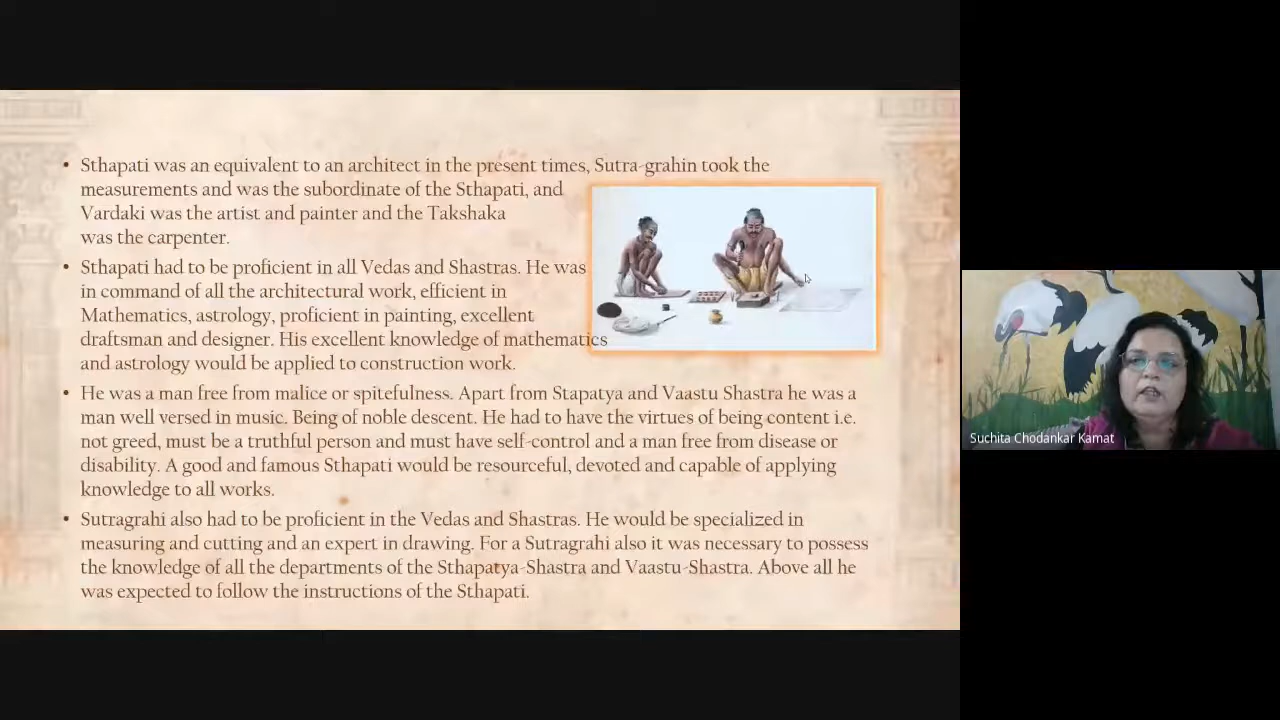 • Sthapati was an equivalent to an architect in the present times, Sutra-grahin took the
measurements and was the subordinate of the Sthapati, and
Vardaki was the artist and painter and the Takshaka
was the carpenter.
• Sthapati had to be proficient in all Vedas and Shastras. He was
in command of all the architectural work, efficient in
Mathematics, astrology, proficient in painting, excellent
draftsman and designer. His excellent knowledge of mathematics
and astrology would be applied to construction work.
• He was a man free from malice or spitefulness. Apart from Stapatya and Vaastu Shastra he was a
man well versed in music. Being of noble descent. He had to have the virtues of being content i.e.
not greed, must be a truthful person and must have self-control and a man free from disease or
disability. A good and famous Sthapati would be resourceful, devoted and capable of applying
knowledge to all works.
• Sutragrahi also had to be proficient in the Vedas and Shastras. He would be specialized in
measuring and cutting and an expert in drawing. For a Sutragrahi also it was necessary to possess
the knowledge of all the departments of the Sthapatya-Shastra and Vaastu-Shastra. Above all he
was expected to follow the instructions of the Sthapati.
Suchita Chodankar Kamat